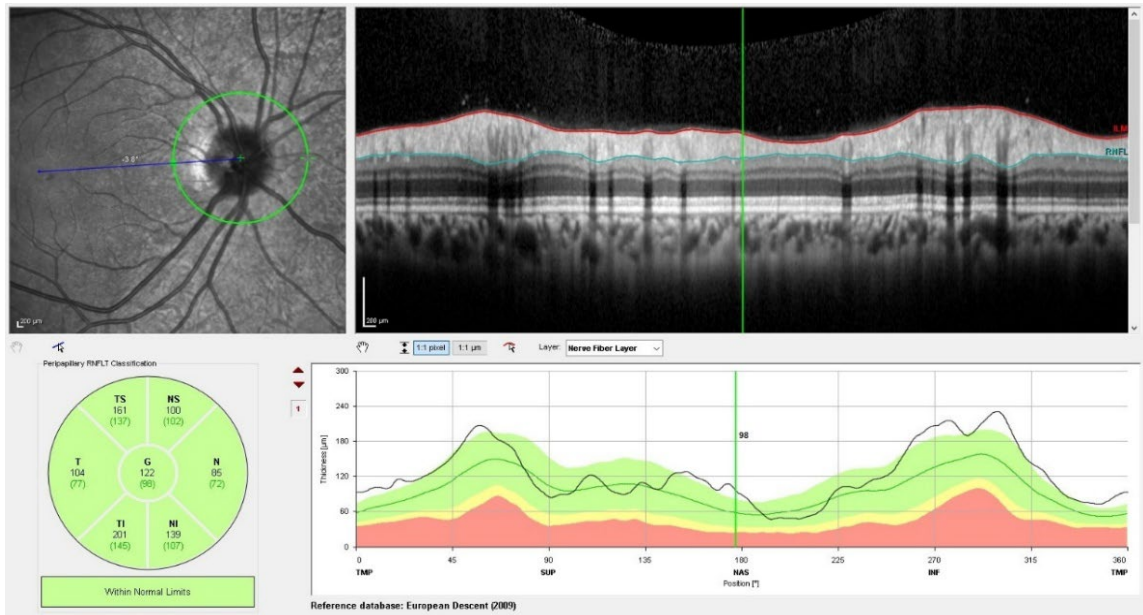 -3.8°
200 µm
ILM
RNFL
200 µm
1:1 pixel 1:1 µm Layer: Nerve Fiber Layer
Peripapillary RNFLT Classification
TS
161
(137)
NS
100
(102)
T
104
(77)
G
122
(98)
N
85
(72)
TI
201
(145)
NI
139
(107)
Within Normal Limits
1
Thickness [µm]
300
240
180
120
60
0
98
0 45 90 135 180 225 270 315 360
TMP SUP NAS INF TMP
Position [°]
Reference database: European Descent (2009)